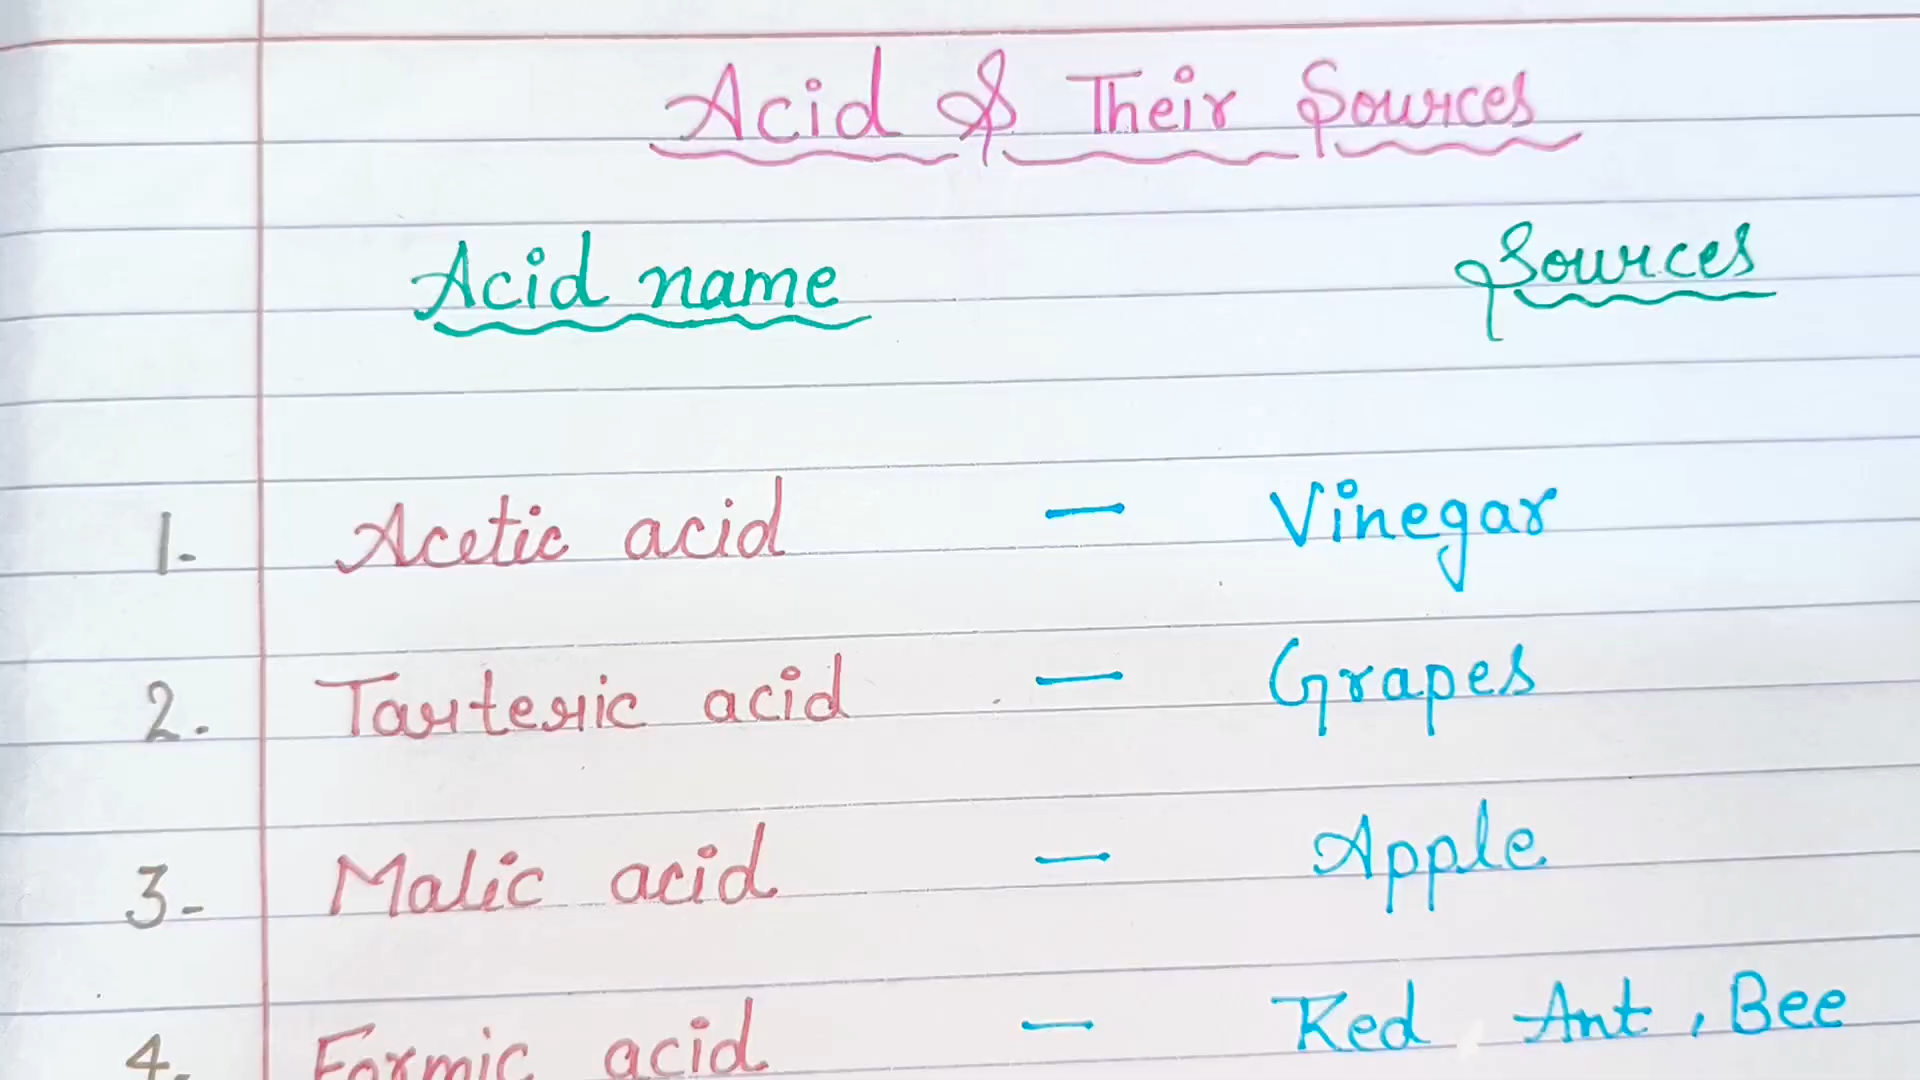 Acid & Their Sources
Acid name Sources
1. Acetic acid — Vinegar
2. Tarteric acid — Grapes
3- Malic acid — Apple
4. Formic acid — Red Ant, Bee